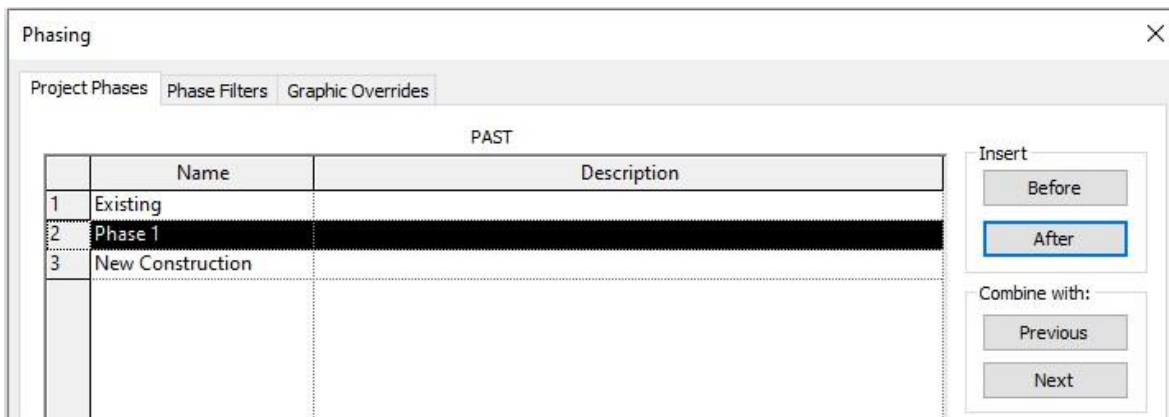 Phasing
Project Phases Phase Filters Graphic Overrides
PAST
Name Description
1 Existing
2 Phase 1
3 New Construction
Insert
Before
After
Combine with:
Previous
Next